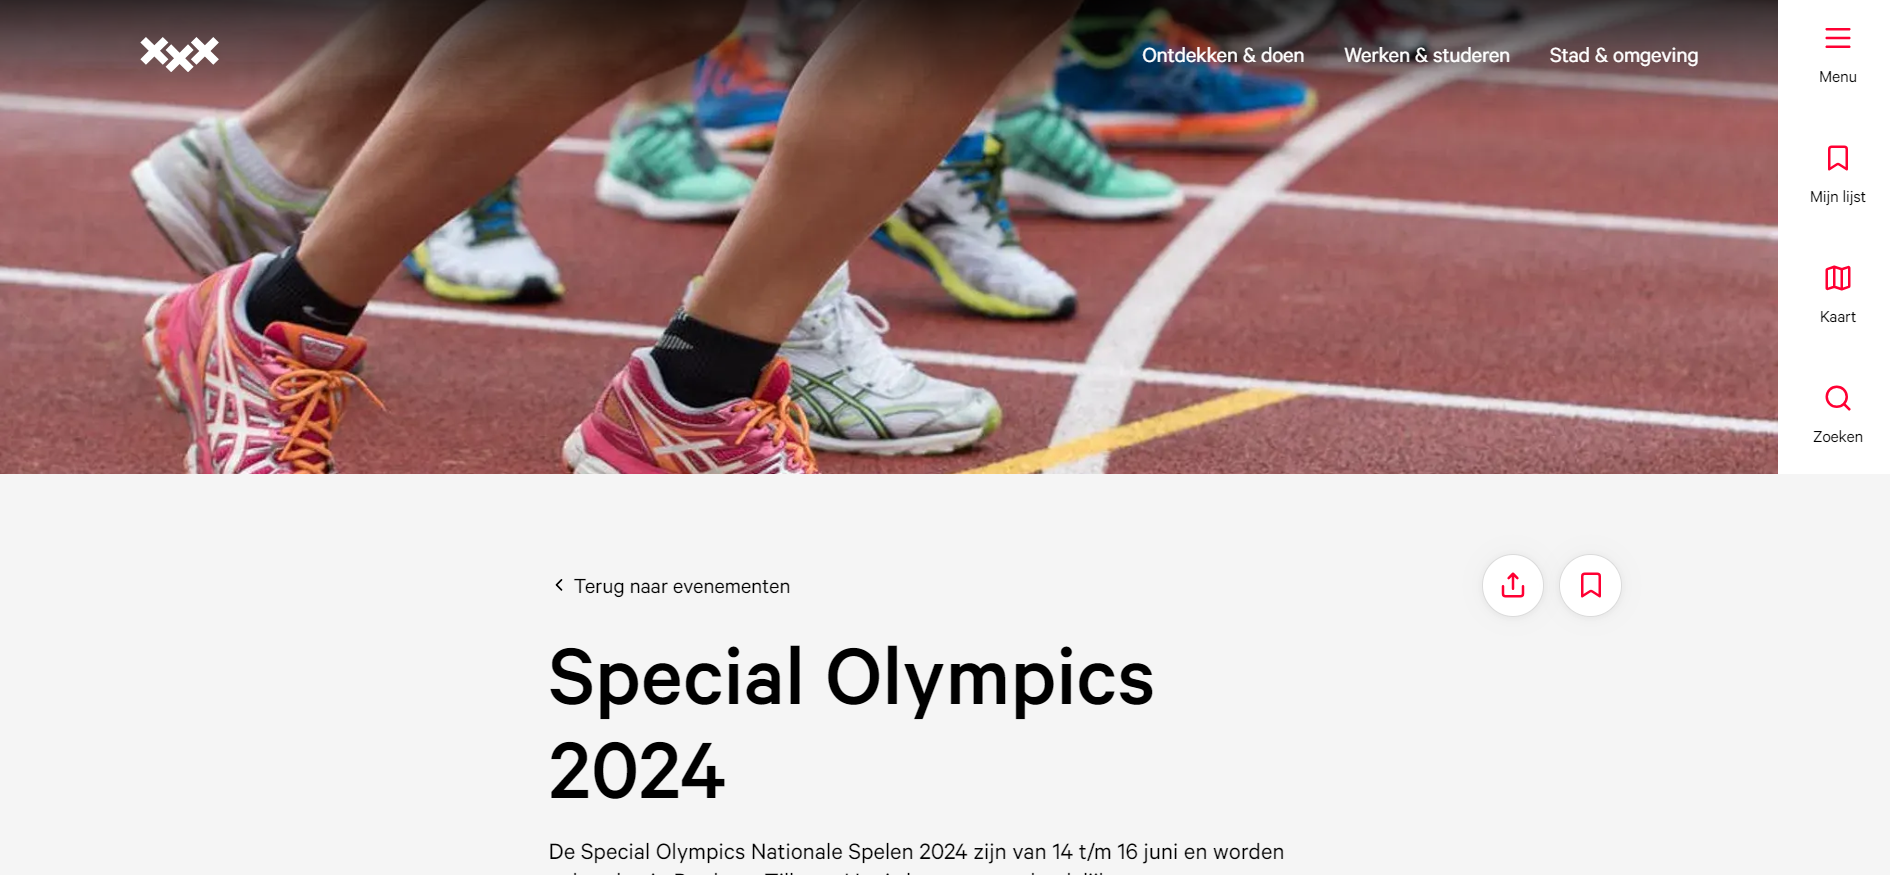 Ontdekken & doen Werken & studeren Stad & omgeving
Menu
Mijn lijst
Kaart
Zoeken
Terug naar evenementen
Special Olympics
2024
De Special Olympics Nationale Spelen 2024 zijn van 14 t/m 16 juni en worden